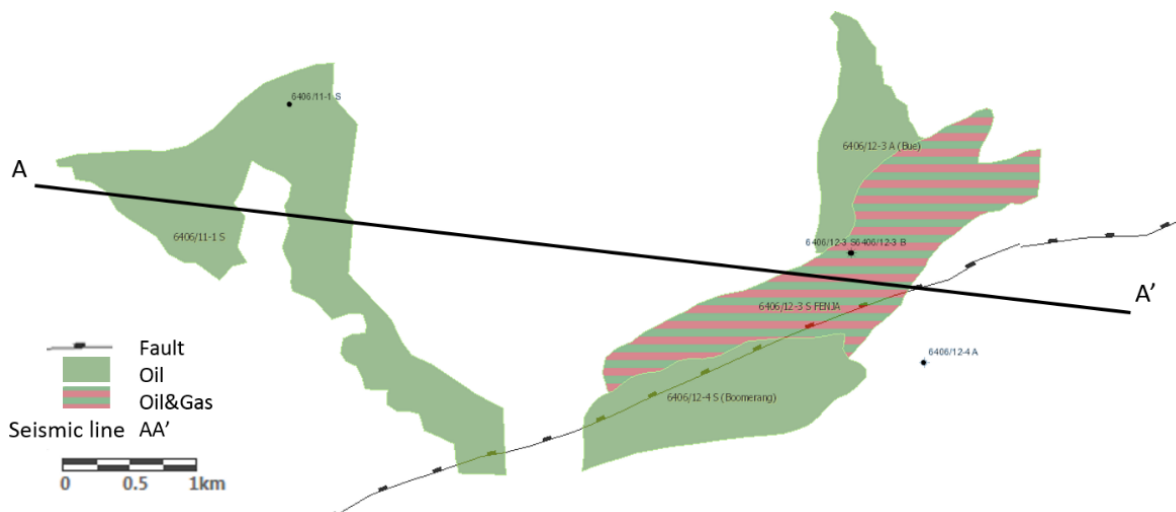 6406/11-1 S
6406/12-3 A (Bue)
A
6406/11-1 S
6406/12-3 S6406/12-3 B
A'
6406/12-3 S FENJA
6406/12-4 A
6406/12-4 S (Boomerang)
Fault
Oil
Oil&Gas
Seismic line AA'
0 0.5 1km